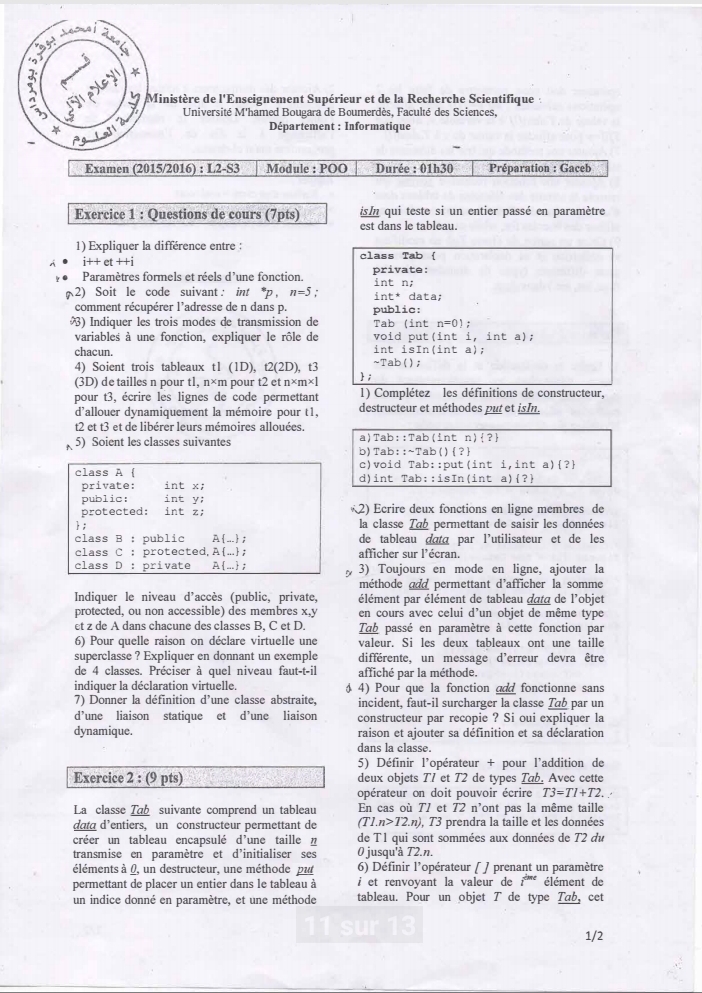 جامعة امحمد بوقرة بومرداس
كلية العلوم
قسم
الإعلام الآلي
Ministère de l'Enseignement Supérieur et de la Recherche Scientifique
Université M'hamed Bougara de Boumerdès, Faculté des Sciences,
Département : Informatique
Examen (2015/2016) : L2-S3 Module : POO Durée : 01h30 Préparation : Gaceb
Exercice 1 : Questions de cours (7pts)
1) Expliquer la différence entre :
• i++ et ++i
• Paramètres formels et réels d'une fonction.
2) Soit le code suivant : int *p, n=5 ;
comment récupérer l'adresse de n dans p.
3) Indiquer les trois modes de transmission de
variables à une fonction, expliquer le rôle de
chacun.
4) Soient trois tableaux t1 (1D), t2(2D), t3
(3D) de tailles n pour t1, n×m pour t2 et n×m×l
pour t3, écrire les lignes de code permettant
d'allouer dynamiquement la mémoire pour t1,
t2 et t3 et de libérer leurs mémoires allouées.
5) Soient les classes suivantes
class A {
private: int x;
public: int y;
protected: int z;
};
class B : public A{…};
class C : protected A{…};
class D : private A{…};
Indiquer le niveau d'accès (public, private,
protected, ou non accessible) des membres x,y
et z de A dans chacune des classes B, C et D.
6) Pour quelle raison on déclare virtuelle une
superclasse ? Expliquer en donnant un exemple
de 4 classes. Préciser à quel niveau faut-t-il
indiquer la déclaration virtuelle.
7) Donner la définition d'une classe abstraite,
d'une liaison statique et d'une liaison
dynamique.
Exercice 2 : (9 pts)
La classe Tab suivante comprend un tableau
data d'entiers, un constructeur permettant de
créer un tableau encapsulé d'une taille n
transmise en paramètre et d'initialiser ses
éléments à 0, un destructeur, une méthode put
permettant de placer un entier dans le tableau à
un indice donné en paramètre, et une méthode
isIn qui teste si un entier passé en paramètre
est dans le tableau.
class Tab {
private:
int n;
int* data;
public:
Tab (int n=0);
void put(int i, int a);
int isIn(int a);
~Tab();
};
1) Complétez les définitions de constructeur,
destructeur et méthodes put et isIn.
a)Tab::Tab(int n){?}
b)Tab::~Tab(){?}
c)void Tab::put(int i,int a){?}
d)int Tab::isIn(int a){?}
2) Ecrire deux fonctions en ligne membres de
la classe Tab permettant de saisir les données
de tableau data par l'utilisateur et de les
afficher sur l'écran.
3) Toujours en mode en ligne, ajouter la
méthode add permettant d'afficher la somme
élément par élément de tableau data de l'objet
en cours avec celui d'un objet de même type
Tab passé en paramètre à cette fonction par
valeur. Si les deux tableaux ont une taille
différente, un message d'erreur devra être
affiché par la méthode.
4) Pour que la fonction add fonctionne sans
incident, faut-il surcharger la classe Tab par un
constructeur par recopie ? Si oui expliquer la
raison et ajouter sa définition et sa déclaration
dans la classe.
5) Définir l'opérateur + pour l'addition de
deux objets T1 et T2 de types Tab. Avec cette
opérateur on doit pouvoir écrire T3=T1+T2.
En cas où T1 et T2 n'ont pas la même taille
(T1.n>T2.n), T3 prendra la taille et les données
de T1 qui sont sommées aux données de T2 du
0 jusqu'à T2.n.
6) Définir l'opérateur [ ] prenant un paramètre
i et renvoyant la valeur de ième élément de
tableau. Pour un objet T de type Tab, cet
11 sur 13
1/2